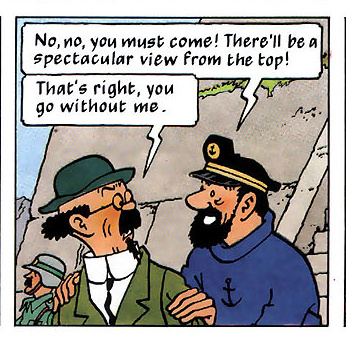 No, no, you must come! There'll be a
spectacular view from the top!
That's right, you
go without me.